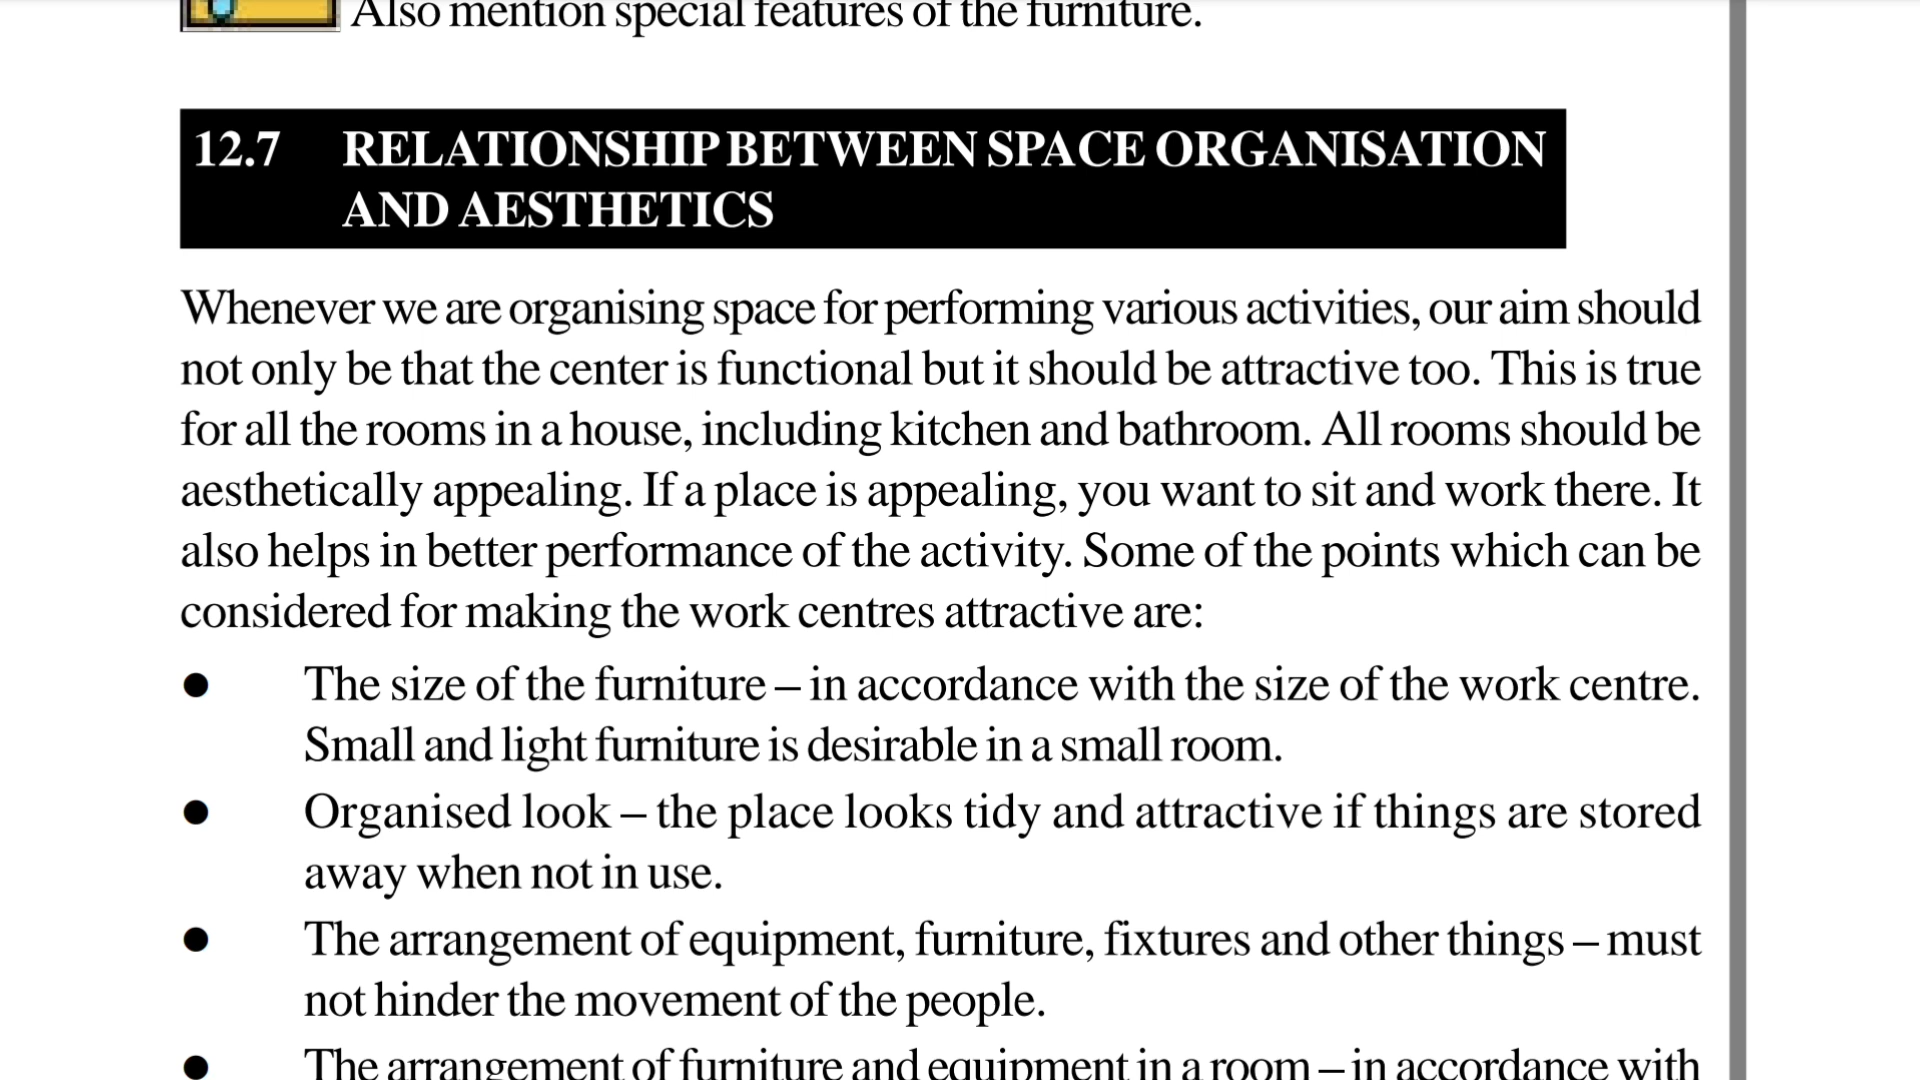 Also mention special features of the furniture.
12.7 RELATIONSHIP BETWEEN SPACE ORGANISATION
AND AESTHETICS
Whenever we are organising space for performing various activities, our aim should
not only be that the center is functional but it should be attractive too. This is true
for all the rooms in a house, including kitchen and bathroom. All rooms should be
aesthetically appealing. If a place is appealing, you want to sit and work there. It
also helps in better performance of the activity. Some of the points which can be
considered for making the work centres attractive are:
● The size of the furniture – in accordance with the size of the work centre.
Small and light furniture is desirable in a small room.
● Organised look – the place looks tidy and attractive if things are stored
away when not in use.
● The arrangement of equipment, furniture, fixtures and other things – must
not hinder the movement of the people.
● The arrangement of furniture and equipment in a room – in accordance with